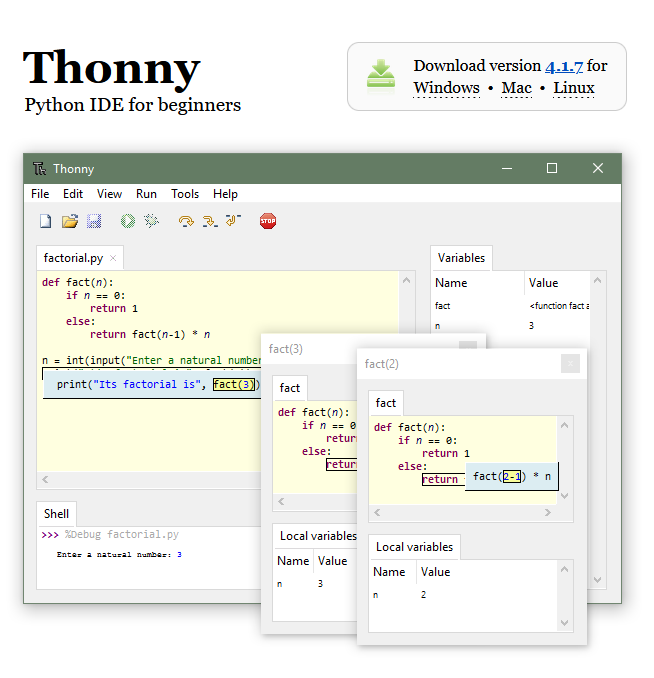 Thonny
Python IDE for beginners
Download version 4.1.7 for
Windows • Mac • Linux
Thonny
File Edit View Run Tools Help
STOP
factorial.py ×
def fact(n):
    if n == 0:
        return 1
    else:
        return fact(n-1) * n
n = int(input("Enter a natural number
print("Its factorial is", fact(3))
Shell
>>> %Debug factorial.py
Enter a natural number: 3
Variables
Name Value
fact <function fact a
n 3
fact(3)
fact
def fact(n):
    if n == 0:
        retur
    else:
        retur
Local variables
Name Value
n 3
fact(2)
fact
def fact(n):
    if n == 0:
        return 1
    else:
        return fact(2-1) * n
Local variables
Name Value
n 2